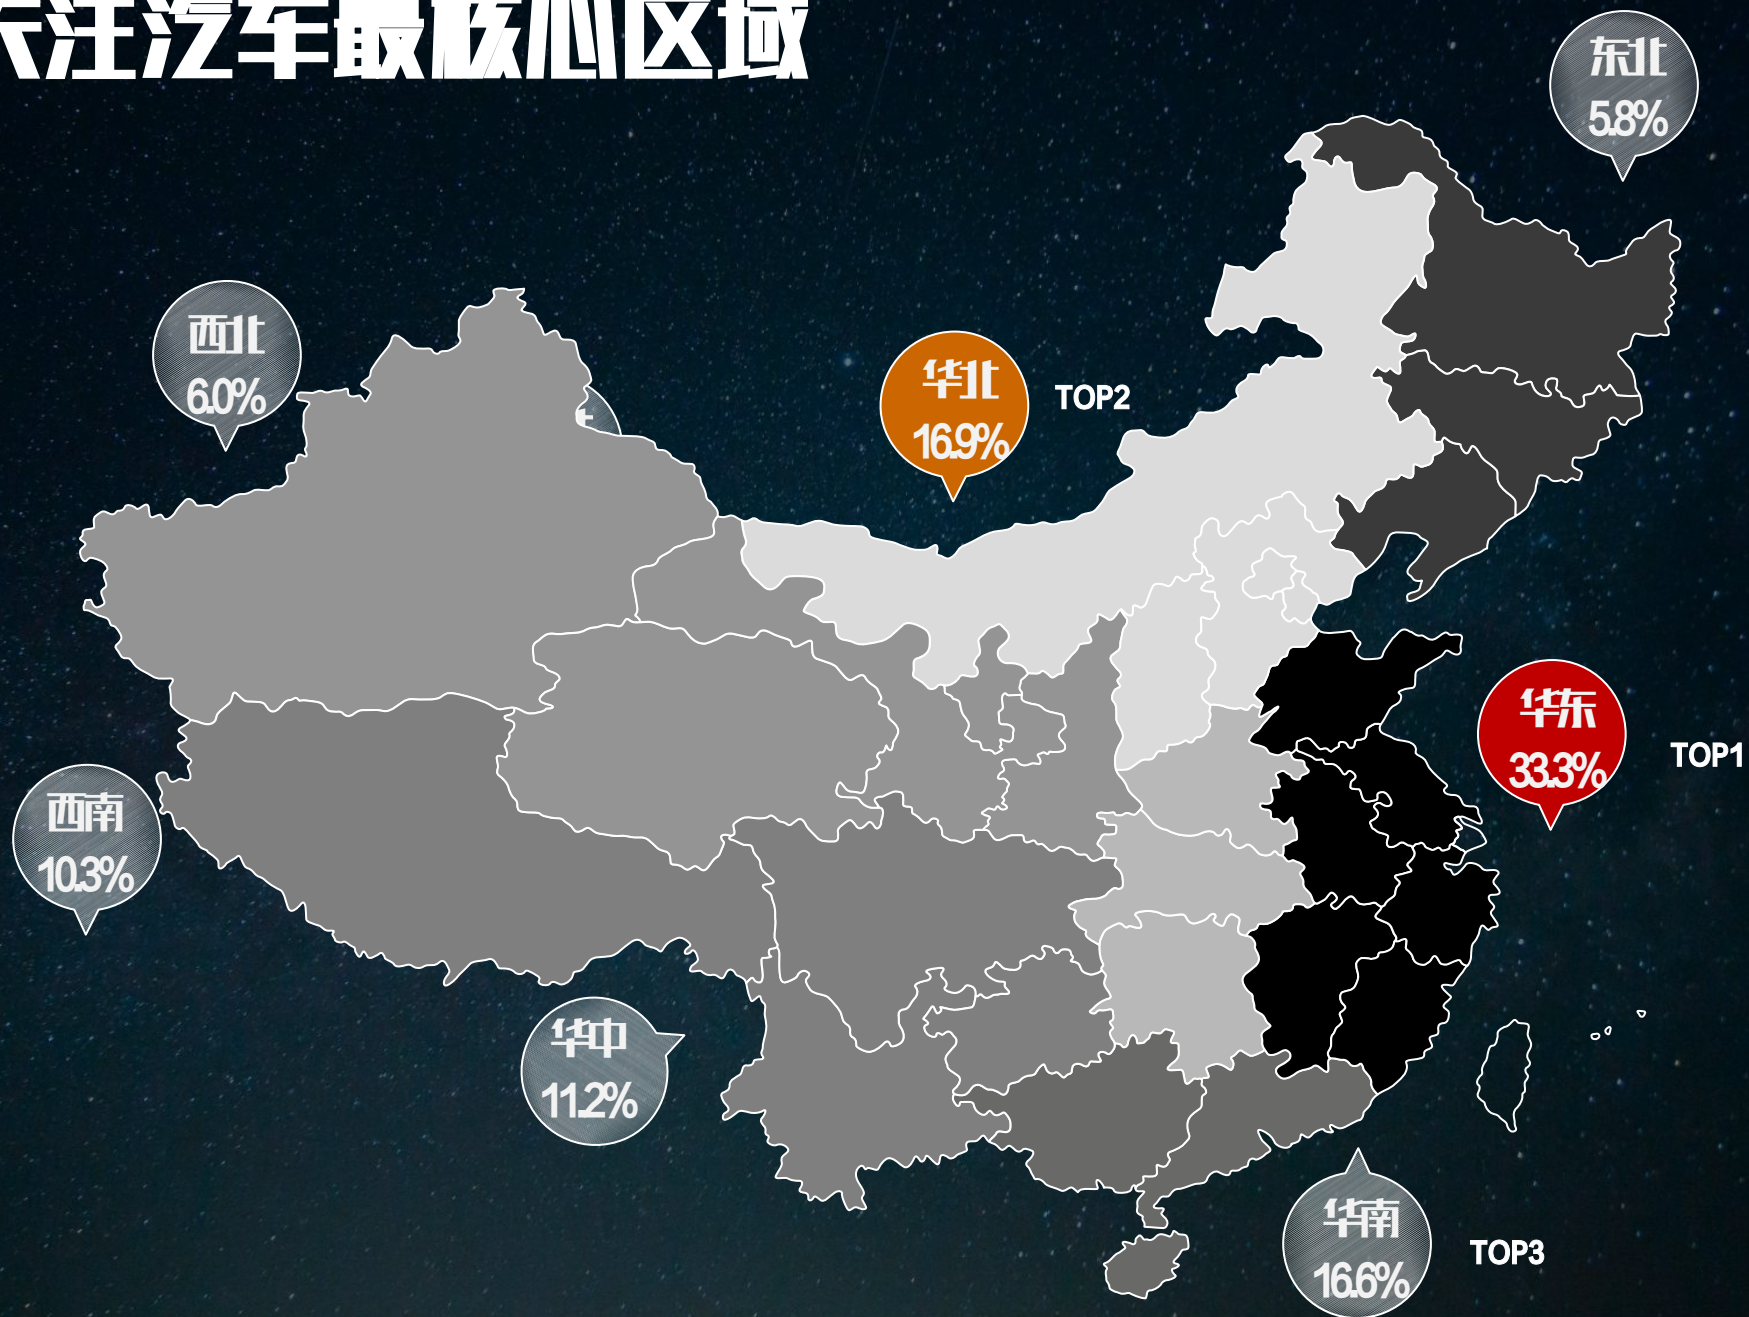 关注汽车最核心区域
东北
5.8%
西北
6.0%
华北
16.9%
TOP2
华东
33.3%
TOP1
西南
10.3%
华中
11.2%
华南
16.6%
TOP3